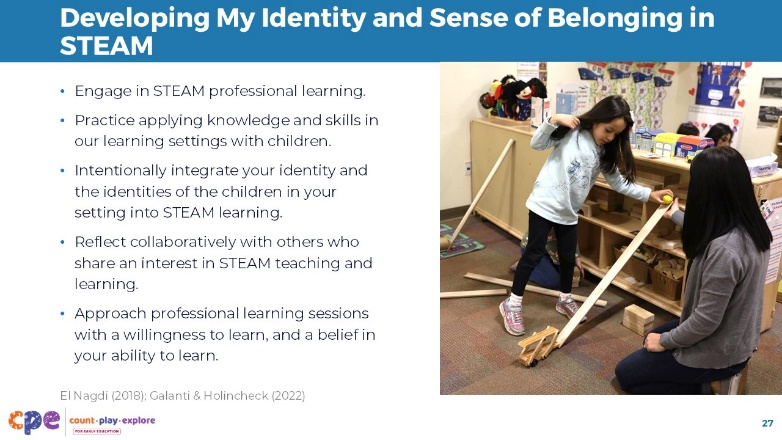 Developing My Identity and Sense of Belonging in
STEAM
• Engage in STEAM professional learning.
• Practice applying knowledge and skills in
our learning settings with children.
• Intentionally integrate your identity and
the identities of the children in your
setting into STEAM learning.
• Reflect collaboratively with others who
share an interest in STEAM teaching and
learning.
• Approach professional learning sessions
with a willingness to learn, and a belief in
your ability to learn.
El Nagdi (2018); Galanti & Holincheck (2022)
cpe
count·play·explore
FOR EARLY EDUCATION
27